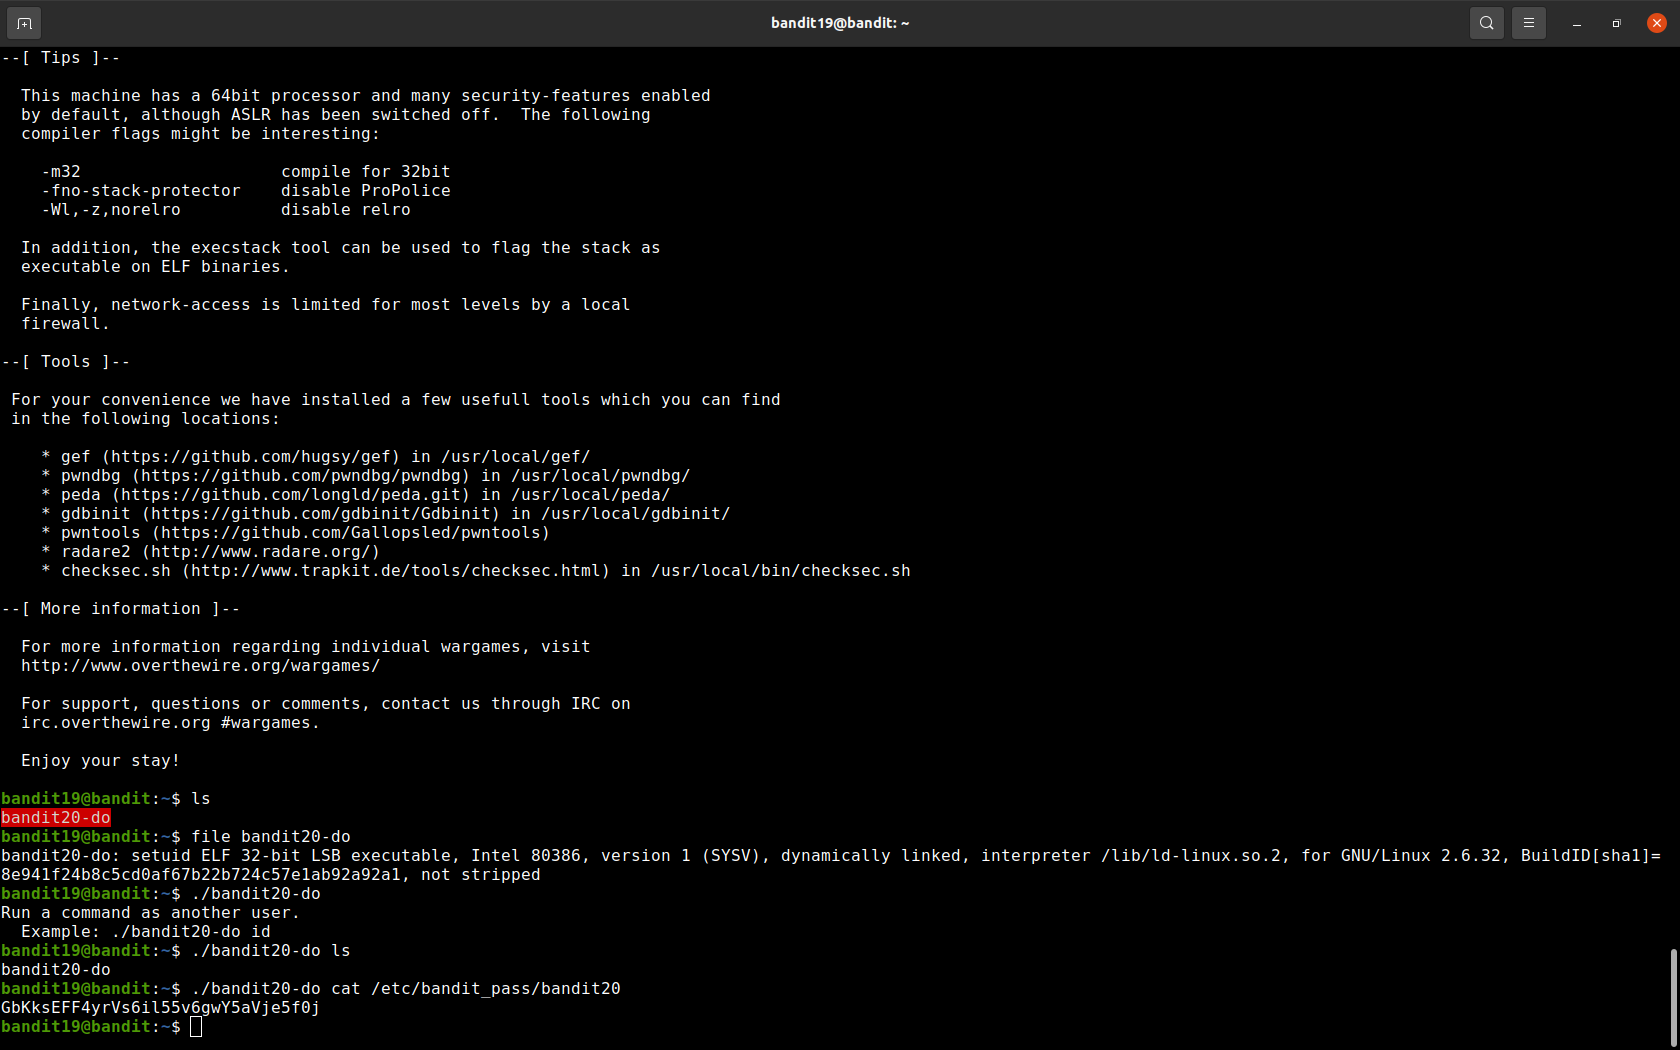 bandit19@bandit: ~
--[ Tips ]--
This machine has a 64bit processor and many security-features enabled
by default, although ASLR has been switched off.  The following
compiler flags might be interesting:
-m32                    compile for 32bit
-fno-stack-protector    disable ProPolice
-Wl,-z,norelro          disable relro
In addition, the execstack tool can be used to flag the stack as
executable on ELF binaries.
Finally, network-access is limited for most levels by a local
firewall.
--[ Tools ]--
For your convenience we have installed a few usefull tools which you can find
in the following locations:
* gef (https://github.com/hugsy/gef) in /usr/local/gef/
* pwndbg (https://github.com/pwndbg/pwndbg) in /usr/local/pwndbg/
* peda (https://github.com/longld/peda.git) in /usr/local/peda/
* gdbinit (https://github.com/gdbinit/Gdbinit) in /usr/local/gdbinit/
* pwntools (https://github.com/Gallopsled/pwntools)
* radare2 (http://www.radare.org/)
* checksec.sh (http://www.trapkit.de/tools/checksec.html) in /usr/local/bin/checksec.sh
--[ More information ]--
For more information regarding individual wargames, visit
http://www.overthewire.org/wargames/
For support, questions or comments, contact us through IRC on
irc.overthewire.org #wargames.
Enjoy your stay!
bandit19@bandit:~$ ls
bandit20-do
bandit19@bandit:~$ file bandit20-do
bandit20-do: setuid ELF 32-bit LSB executable, Intel 80386, version 1 (SYSV), dynamically linked, interpreter /lib/ld-linux.so.2, for GNU/Linux 2.6.32, BuildID[sha1]=
8e941f24b8c5cd0af67b22b724c57e1ab92a92a1, not stripped
bandit19@bandit:~$ ./bandit20-do
Run a command as another user.
Example: ./bandit20-do id
bandit19@bandit:~$ ./bandit20-do ls
bandit20-do
bandit19@bandit:~$ ./bandit20-do cat /etc/bandit_pass/bandit20
GbKksEFF4yrVs6il55v6gwY5aVje5f0j
bandit19@bandit:~$